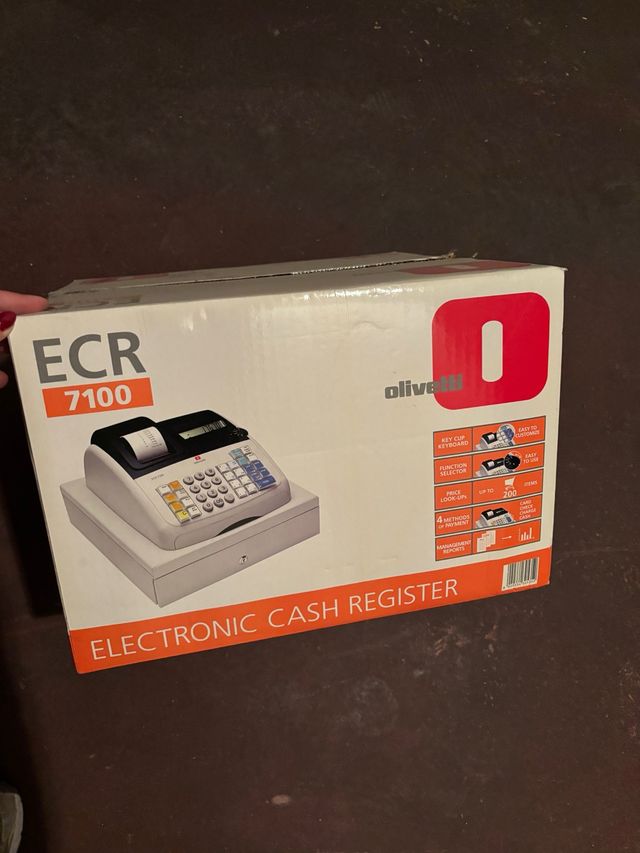 ECR
7100
olivetti
KEY CLIP
KEYBOARD
EASY TO
CUSTOMIZE
FUNCTION
SELECTOR
EASY
TO USE
PRICE
LOOK-UPs
UP TO
200
ITEMS
4 METHODS
OF PAYMENT
CARD
CHECK
CHARGE
CASH
MANAGEMENT
REPORTS
ELECTRONIC CASH REGISTER